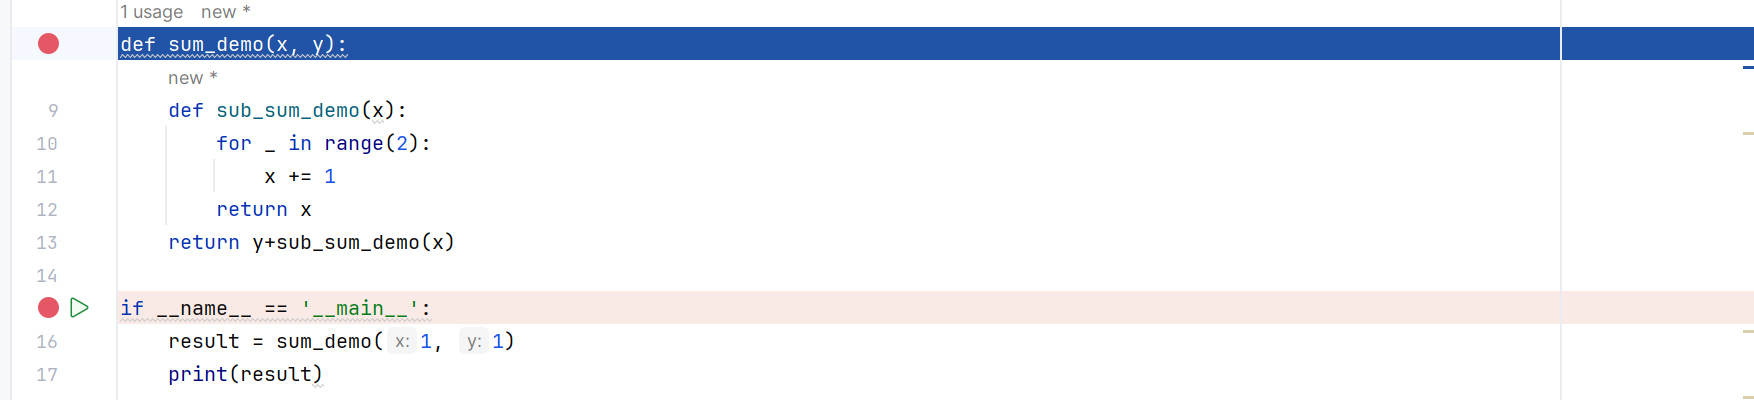 1 usage new *
def sum_demo(x, y):
new *
9 def sub_sum_demo(x):
10 for _ in range(2):
11 x += 1
12 return x
13 return y+sub_sum_demo(x)
14
if __name__ == '__main__':
16 result = sum_demo( x: 1, y: 1)
17 print(result)